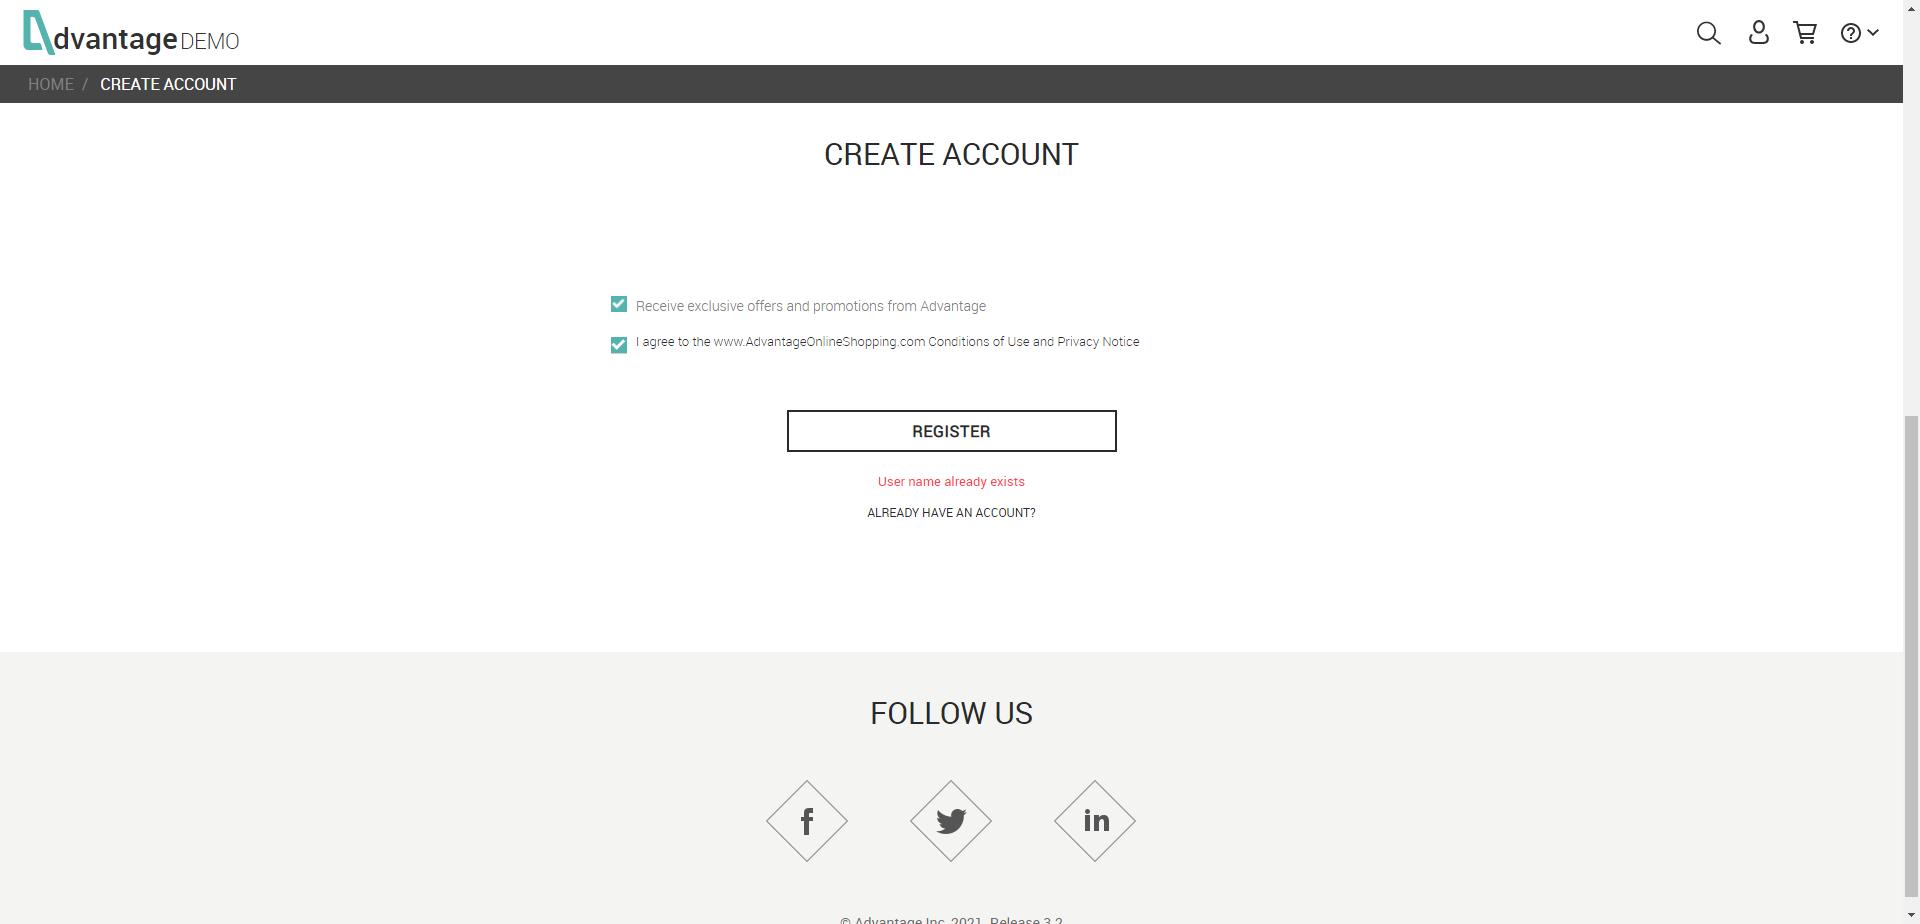 dvantage DEMO
HOME / CREATE ACCOUNT
CREATE ACCOUNT
Receive exclusive offers and promotions from Advantage
I agree to the www.AdvantageOnlineShopping.com Conditions of Use and Privacy Notice
REGISTER
User name already exists
ALREADY HAVE AN ACCOUNT?
FOLLOW US
f
in
© Advantage Inc, 2021. Release 3.2